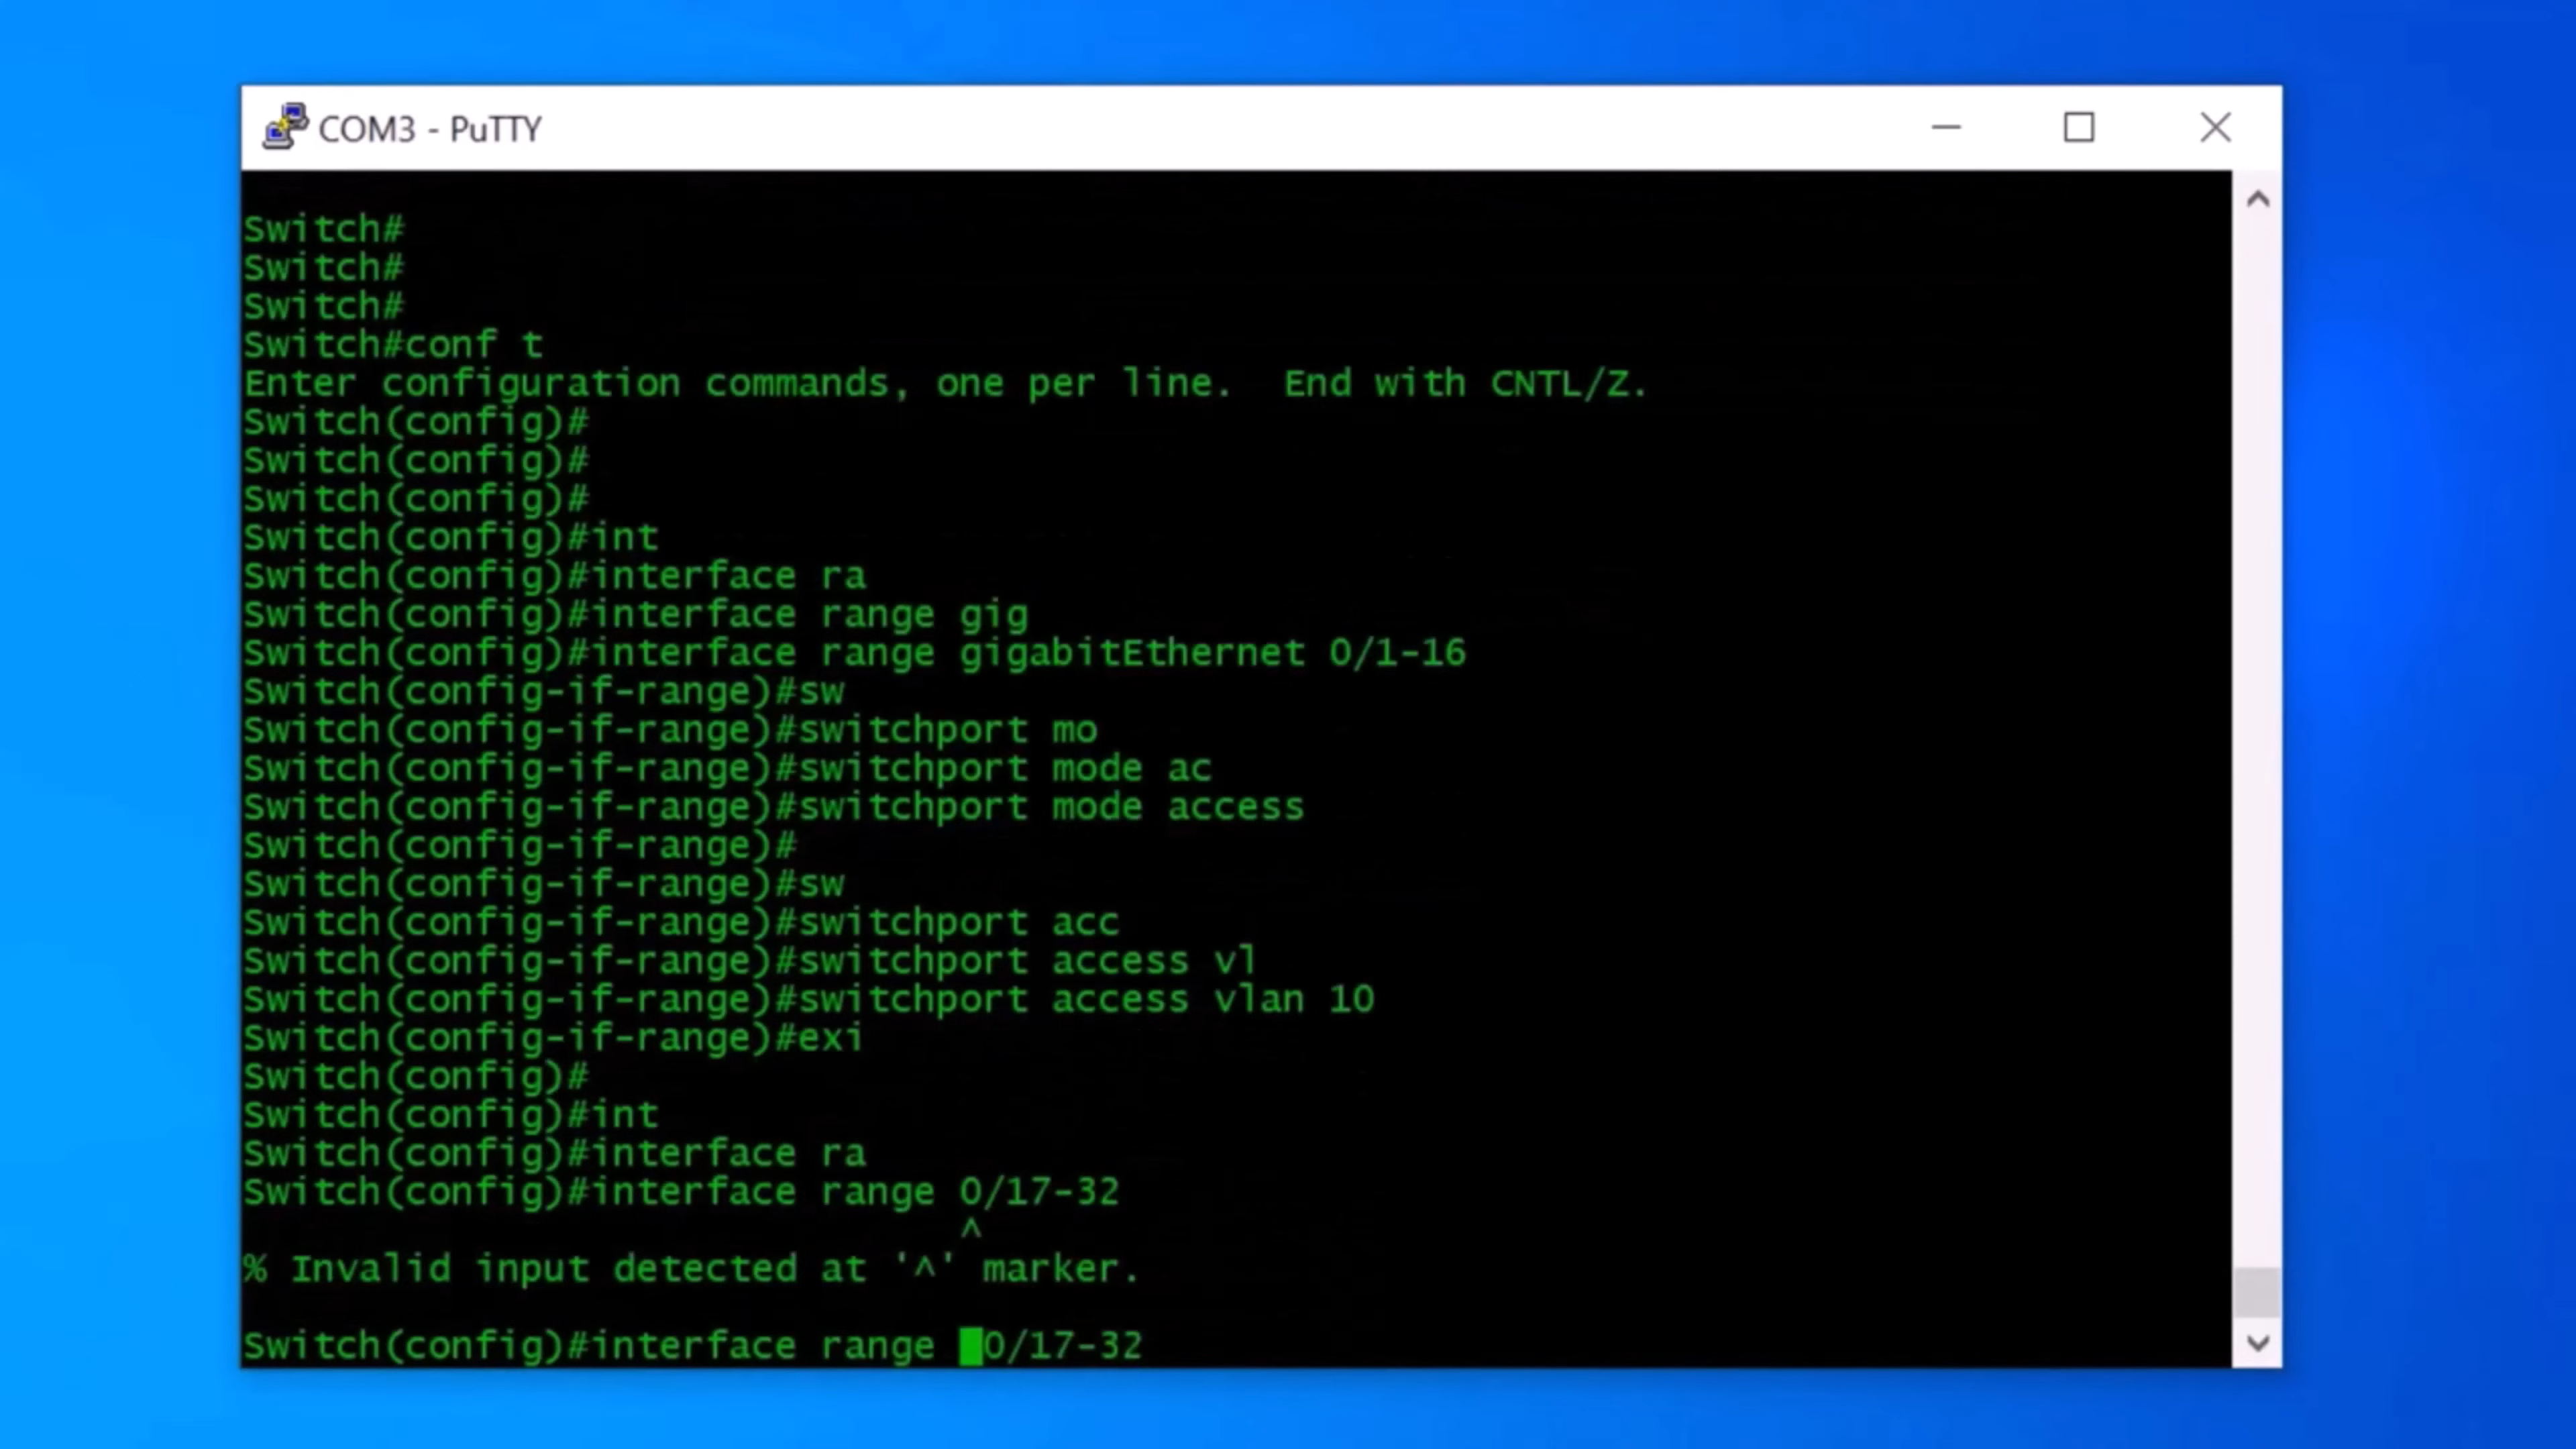 COM3 - PuTTY
Switch#
Switch#
Switch#
Switch#conf t
Enter configuration commands, one per line.  End with CNTL/Z.
Switch(config)#
Switch(config)#
Switch(config)#
Switch(config)#int
Switch(config)#interface ra
Switch(config)#interface range gig
Switch(config)#interface range gigabitEthernet 0/1-16
Switch(config-if-range)#sw
Switch(config-if-range)#switchport mo
Switch(config-if-range)#switchport mode ac
Switch(config-if-range)#switchport mode access
Switch(config-if-range)#
Switch(config-if-range)#sw
Switch(config-if-range)#switchport acc
Switch(config-if-range)#switchport access vl
Switch(config-if-range)#switchport access vlan 10
Switch(config-if-range)#exi
Switch(config)#
Switch(config)#int
Switch(config)#interface ra
Switch(config)#interface range 0/17-32
^
% Invalid input detected at '^' marker.
Switch(config)#interface range 0/17-32